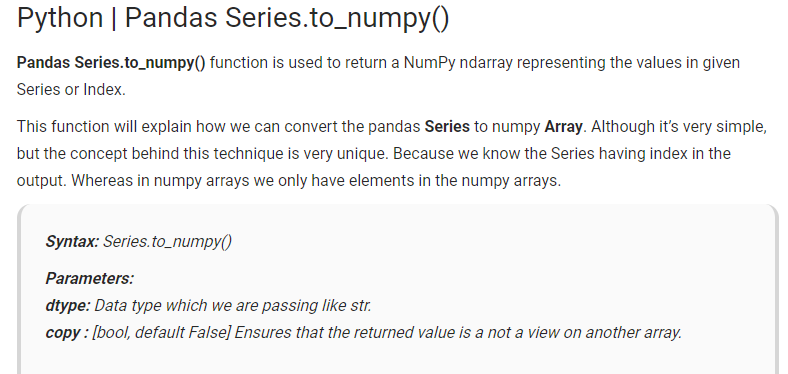 Python | Pandas Series.to_numpy()
Pandas Series.to_numpy() function is used to return a NumPy ndarray representing the values in given
Series or Index.
This function will explain how we can convert the pandas Series to numpy Array. Although it's very simple,
but the concept behind this technique is very unique. Because we know the Series having index in the
output. Whereas in numpy arrays we only have elements in the numpy arrays.
Syntax: Series.to_numpy()
Parameters:
dtype: Data type which we are passing like str.
copy : [bool, default False] Ensures that the returned value is a not a view on another array.